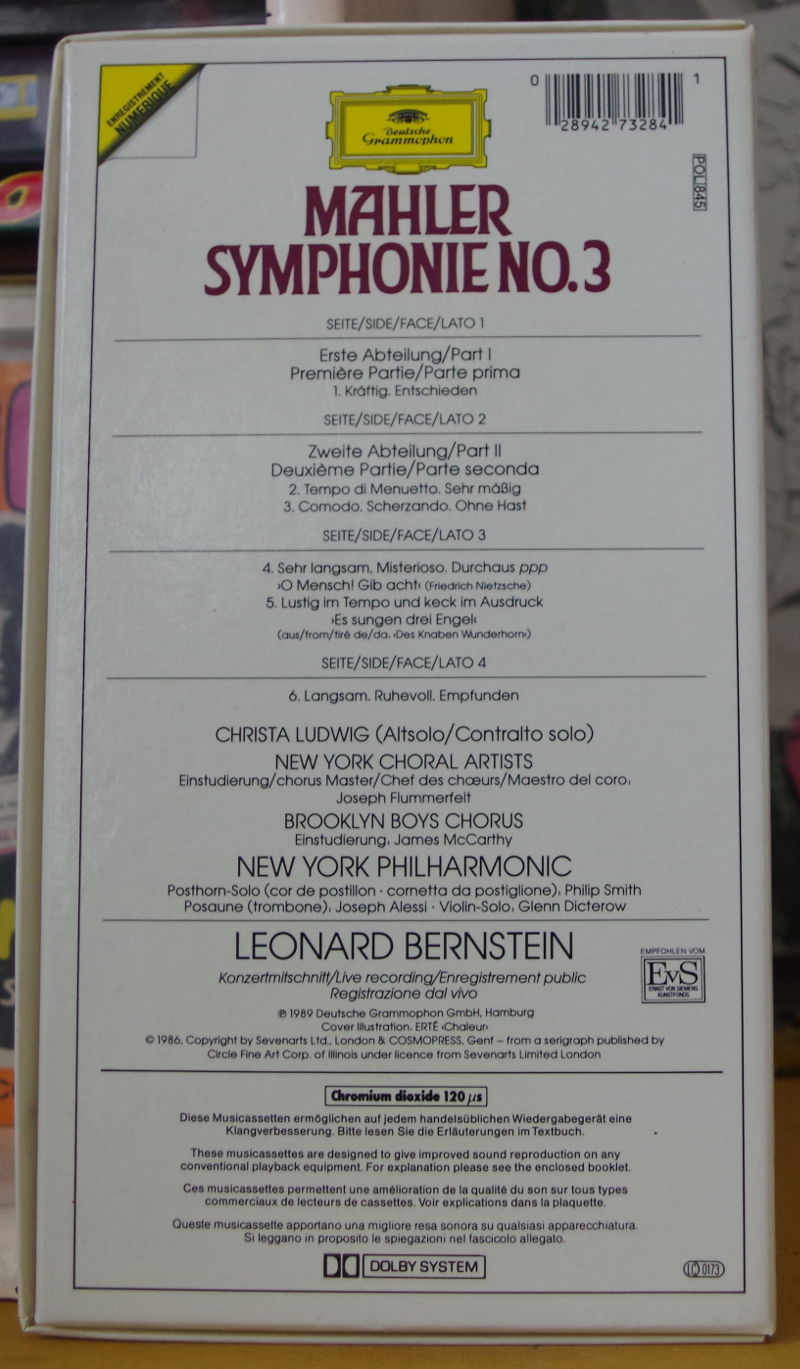 ENREGISTREMENT
NUMÉRIQUE
Deutsche
Grammophon
0 28942 73284 1
POL 845
MAHLER
SYMPHONIE NO. 3
SEITE/SIDE/FACE/LATO 1
Erste Abteilung/Part I
Première Partie/Parte prima
1. Kräftig. Entschieden
SEITE/SIDE/FACE/LATO 2
Zweite Abteilung/Part II
Deuxième Partie/Parte seconda
2. Tempo di Menuetto. Sehr mäßig
3. Comodo. Scherzando. Ohne Hast
SEITE/SIDE/FACE/LATO 3
4. Sehr langsam. Misterioso. Durchaus ppp
›O Mensch! Gib acht‹ (Friedrich Nietzsche)
5. Lustig im Tempo und keck im Ausdruck
›Es sungen drei Engel‹
(aus/from/tiré de/da: ›Des Knaben Wunderhorn‹)
SEITE/SIDE/FACE/LATO 4
6. Langsam. Ruhevoll. Empfunden
CHRISTA LUDWIG (Altsolo/Contralto solo)
NEW YORK CHORAL ARTISTS
Einstudierung/chorus Master/Chef des chœurs/Maestro del coro:
Joseph Flummerfelt
BROOKLYN BOYS CHORUS
Einstudierung: James McCarthy
NEW YORK PHILHARMONIC
Posthorn-Solo (cor de postillon · cornetta da postiglione): Philip Smith
Posaune (trombone): Joseph Alessi · Violin-Solo: Glenn Dicterow
LEONARD BERNSTEIN
EMPFOHLEN VOM
EvS
ERNST VON SIEMENS
KUNSTFONDS
Konzertmitschnitt/Live recording/Enregistrement public
Registrazione dal vivo
℗ 1989 Deutsche Grammophon GmbH, Hamburg
Cover Illustration: ERTÉ ›Chaleur‹
© 1986, Copyright by Sevenarts Ltd., London & COSMOPRESS, Genf – from a serigraph published by
Circle Fine Art Corp. of Illinois under licence from Sevenarts Limited London
Chromium dioxide 120 µs
Diese Musicassetten ermöglichen auf jedem handelsüblichen Wiedergabegerät eine
Klangverbesserung. Bitte lesen Sie die Erläuterungen im Textbuch.
These musicassettes are designed to give improved sound reproduction on any
conventional playback equipment. For explanation please see the enclosed booklet.
Ces musicassettes permettent une amélioration de la qualité du son sur tous types
commerciaux de lecteurs de cassettes. Voir explications dans la plaquette.
Queste musicassette apportano una migliore resa sonora su qualsiasi apparecchiatura.
Si leggano in proposito le spiegazioni nel fascicolo allegato.
DOLBY SYSTEM
LC 0173